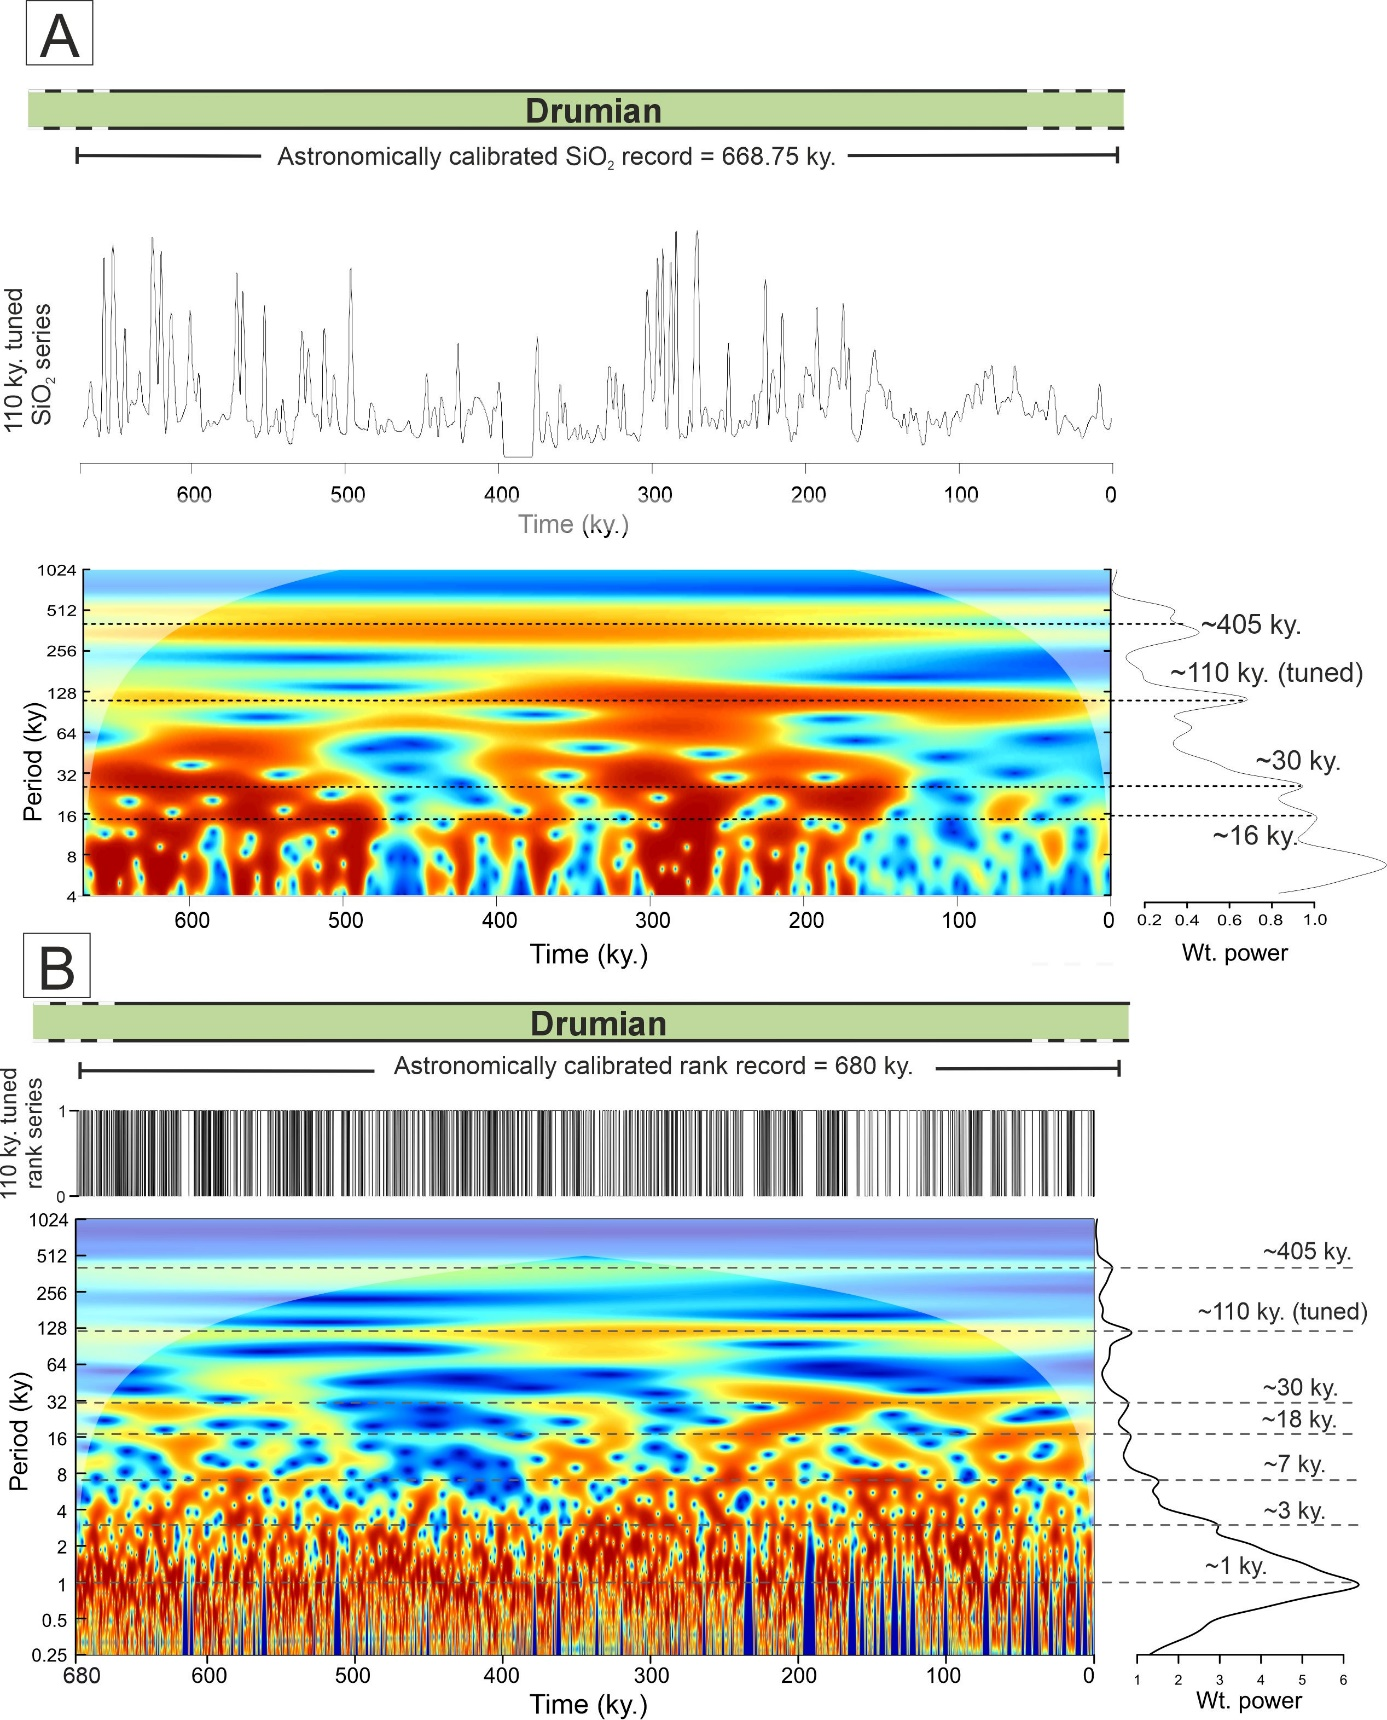 A
Drumian
Astronomically calibrated SiO2 record = 668.75 ky.
110 ky. tuned
SiO2 series
600 500 400 300 200 100 0
Time (ky.)
1024
512
256
128
64
32
16
8
4
Period (ky)
~405 ky.
~110 ky. (tuned)
~30 ky.
~16 ky.
600 500 400 300 200 100 0
Time (ky.)
0.2 0.4 0.6 0.8 1.0
Wt. power
B
Drumian
Astronomically calibrated rank record = 680 ky.
110 ky. tuned
rank series
1
0
1024
512
256
128
64
32
16
8
4
2
1
0.5
0.25
Period (ky)
~405 ky.
~110 ky. (tuned)
~30 ky.
~18 ky.
~7 ky.
~3 ky.
~1 ky.
680 600 500 400 300 200 100 0
Time (ky.)
1 2 3 4 5 6
Wt. power